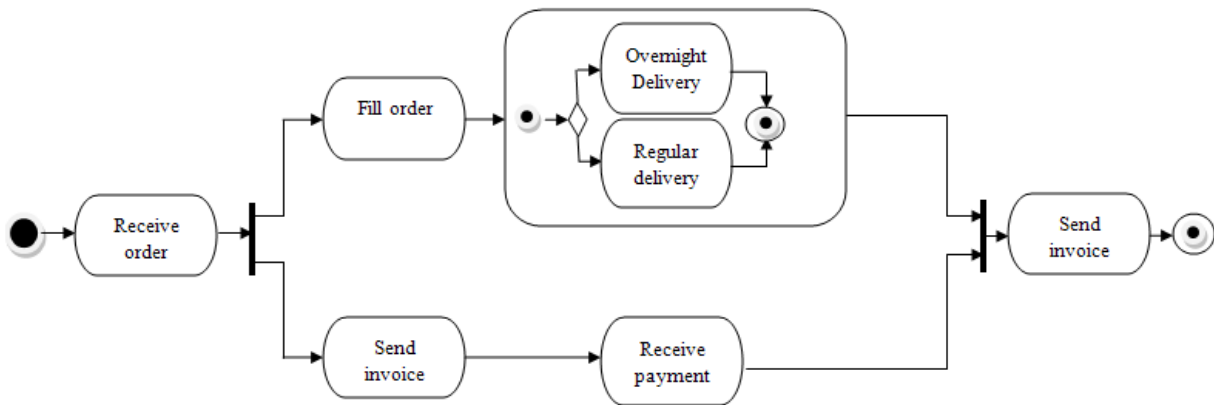 Overnight
Delivery
Fill order
Regular
delivery
Receive
order
Send
invoice
Send
invoice
Receive
payment